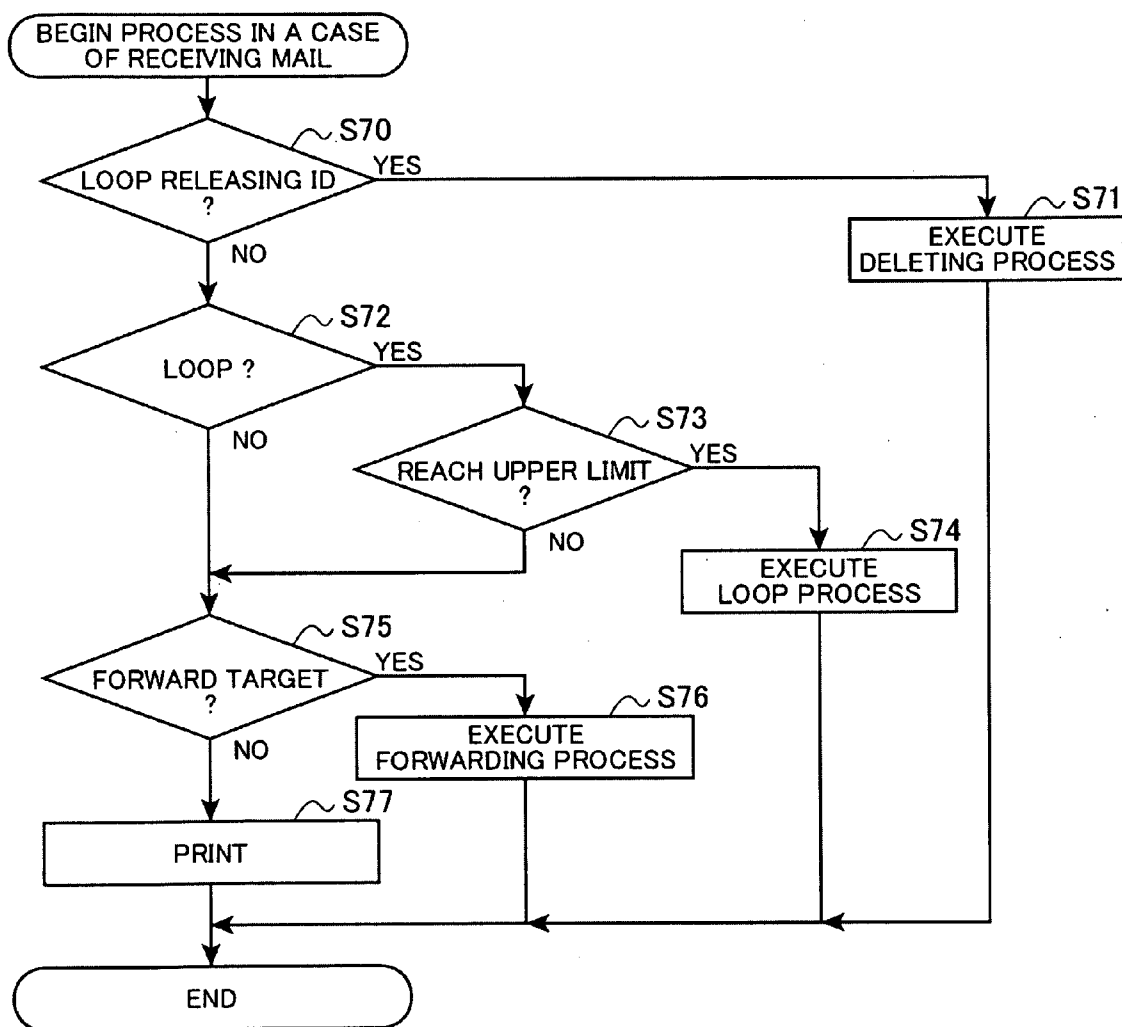 BEGIN PROCESS IN A CASE
OF RECEIVING MAIL
S70
LOOP RELEASING ID
?
YES
NO
S71
EXECUTE
DELETING PROCESS
S72
LOOP ?
YES
NO
S73
REACH UPPER LIMIT
?
YES
NO
S74
EXECUTE
LOOP PROCESS
S75
FORWARD TARGET
?
YES
NO
S76
EXECUTE
FORWARDING PROCESS
S77
PRINT
END